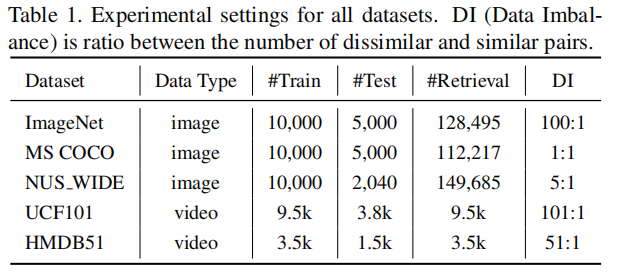 Table 1. Experimental settings for all datasets. DI (Data Imbal-
ance) is ratio between the number of dissimilar and similar pairs.
Dataset Data Type #Train #Test #Retrieval DI
ImageNet image 10,000 5,000 128,495 100:1
MS COCO image 10,000 5,000 112,217 1:1
NUS_WIDE image 10,000 2,040 149,685 5:1
UCF101 video 9.5k 3.8k 9.5k 101:1
HMDB51 video 3.5k 1.5k 3.5k 51:1